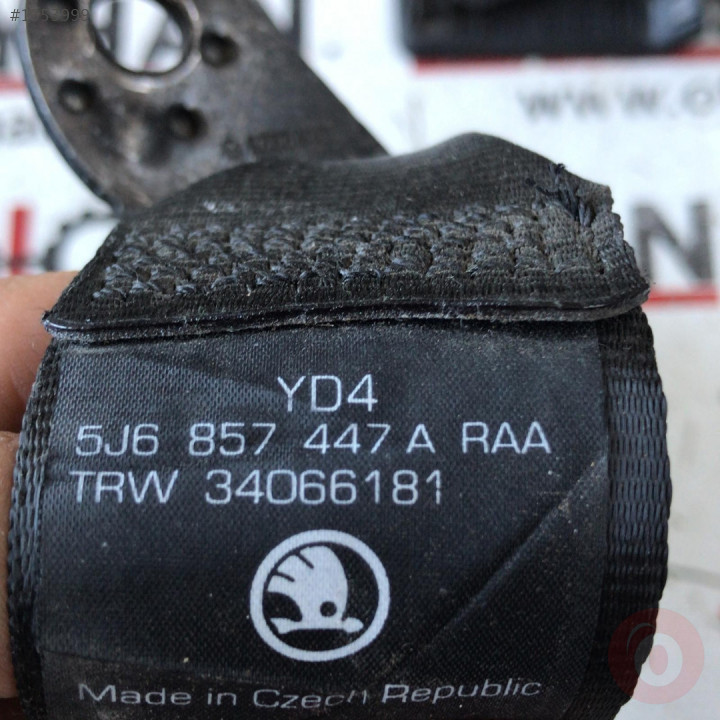 YD4
5J6 857 447 A RAA
TRW 34066181
Made in Czech Republic